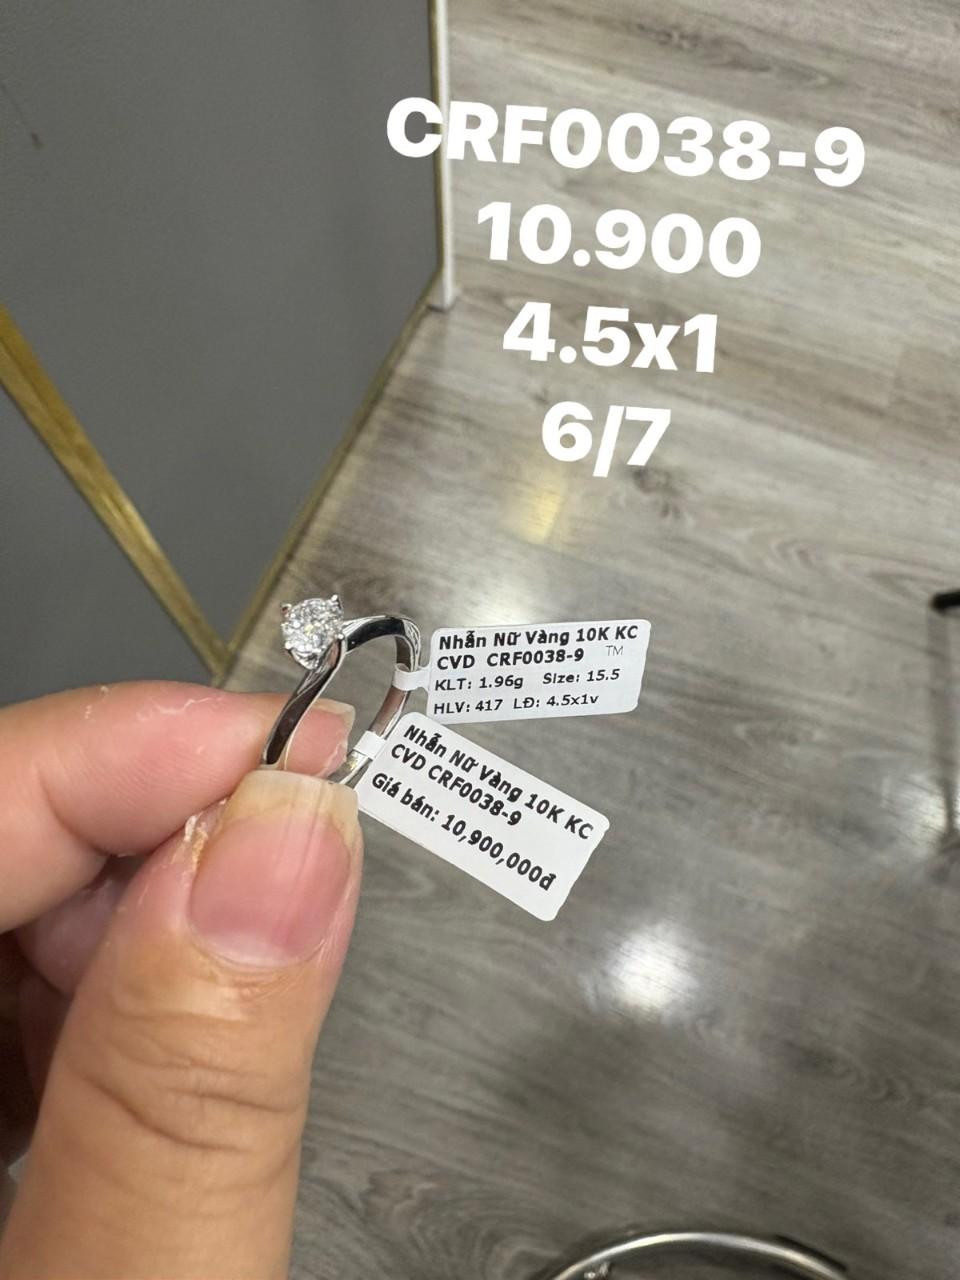 CRF0038-9
10.900
4.5x1
6/7
Nhẫn Nữ Vàng 10K KC
CVD CRF0038-9 TM
KLT: 1.96g Size: 15.5
HLV: 417 LĐ: 4.5x1v
Nhẫn Nữ Vàng 10K KC
CVD CRF0038-9
Giá bán: 10,900,000đ